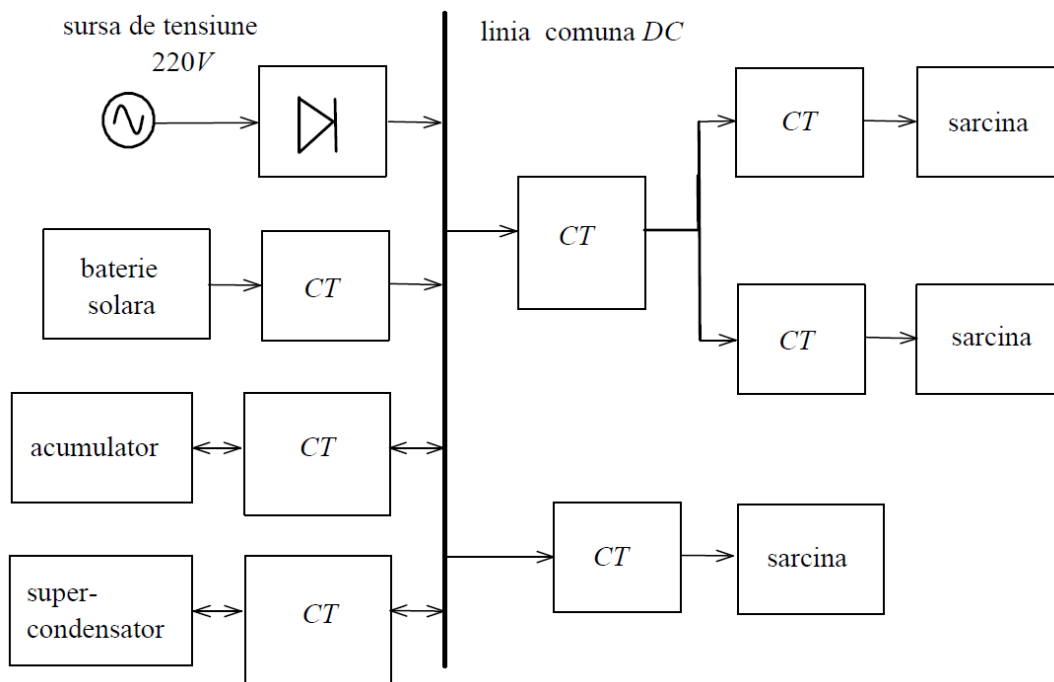 sursa de tensiune
220V
linia comuna DC
CT
sarcina
CT
baterie
solara
CT
CT
sarcina
acumulator
CT
CT
sarcina
super-
condensator
CT